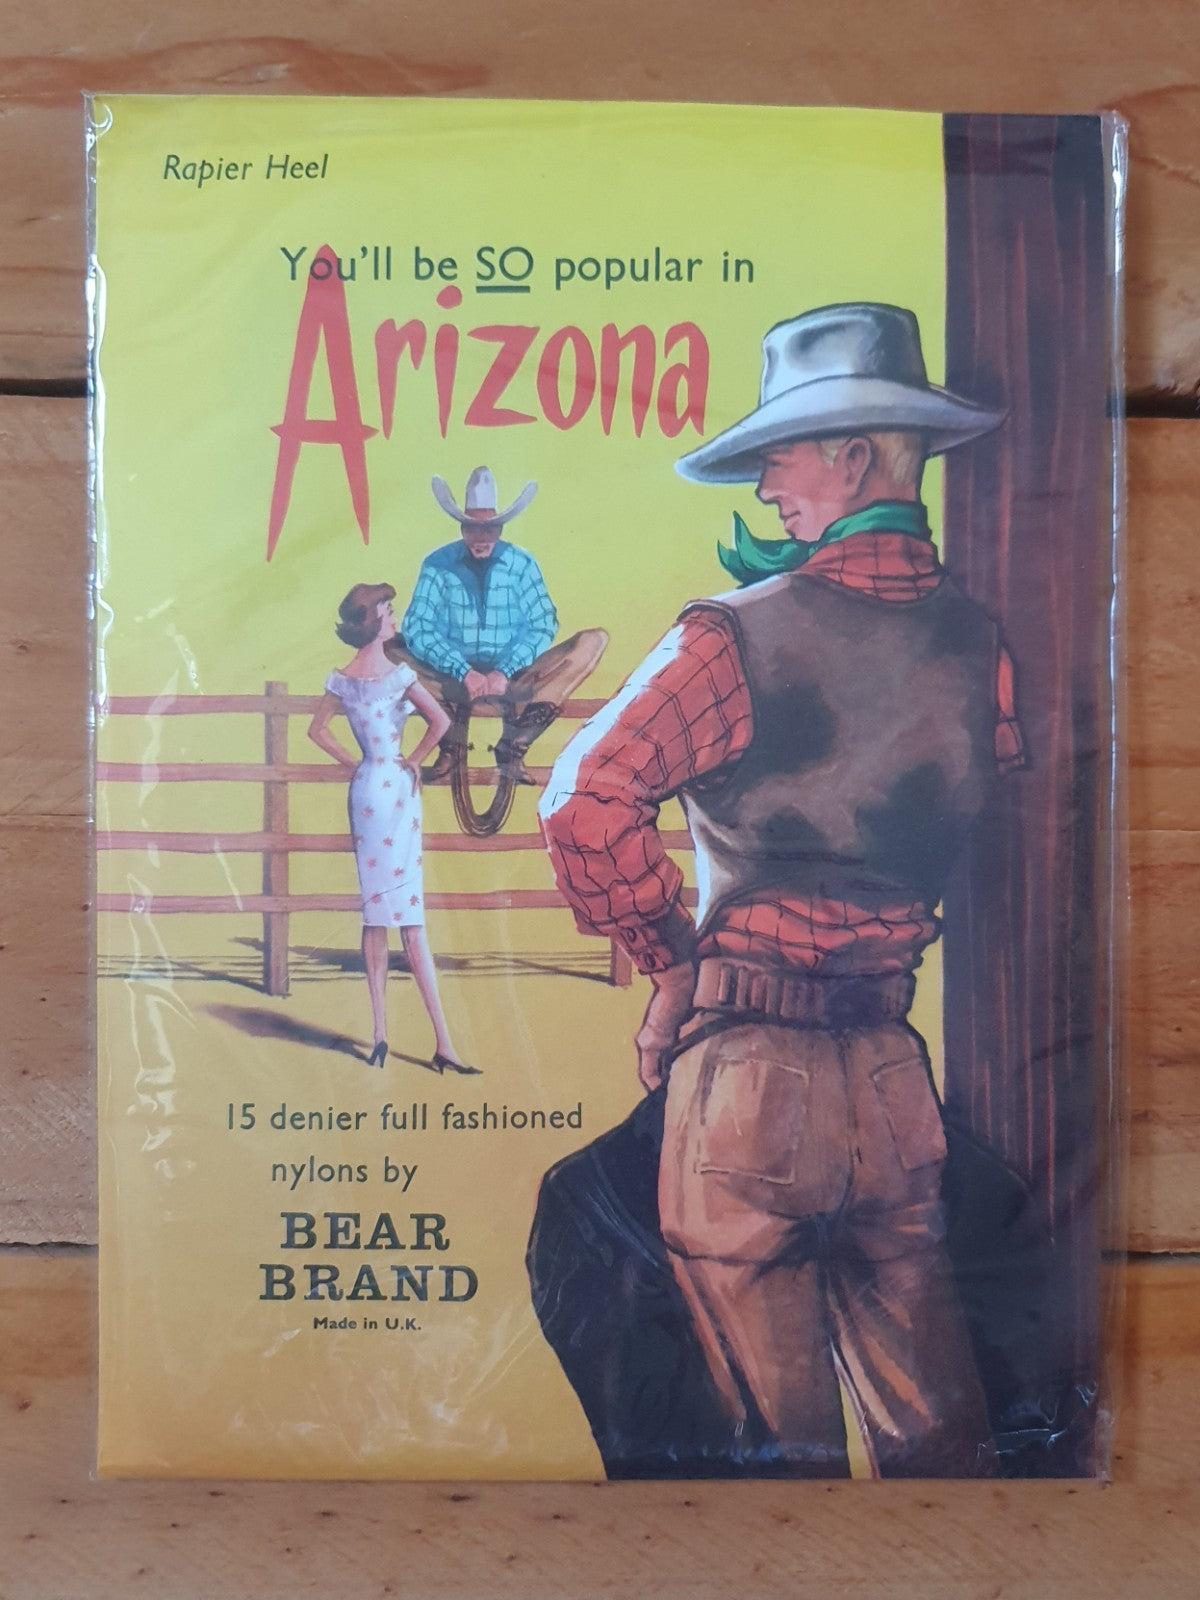 Rapier Heel
You'll be SO popular in
Arizona
15 denier full fashioned
nylons by
BEAR
BRAND
Made in U.K.